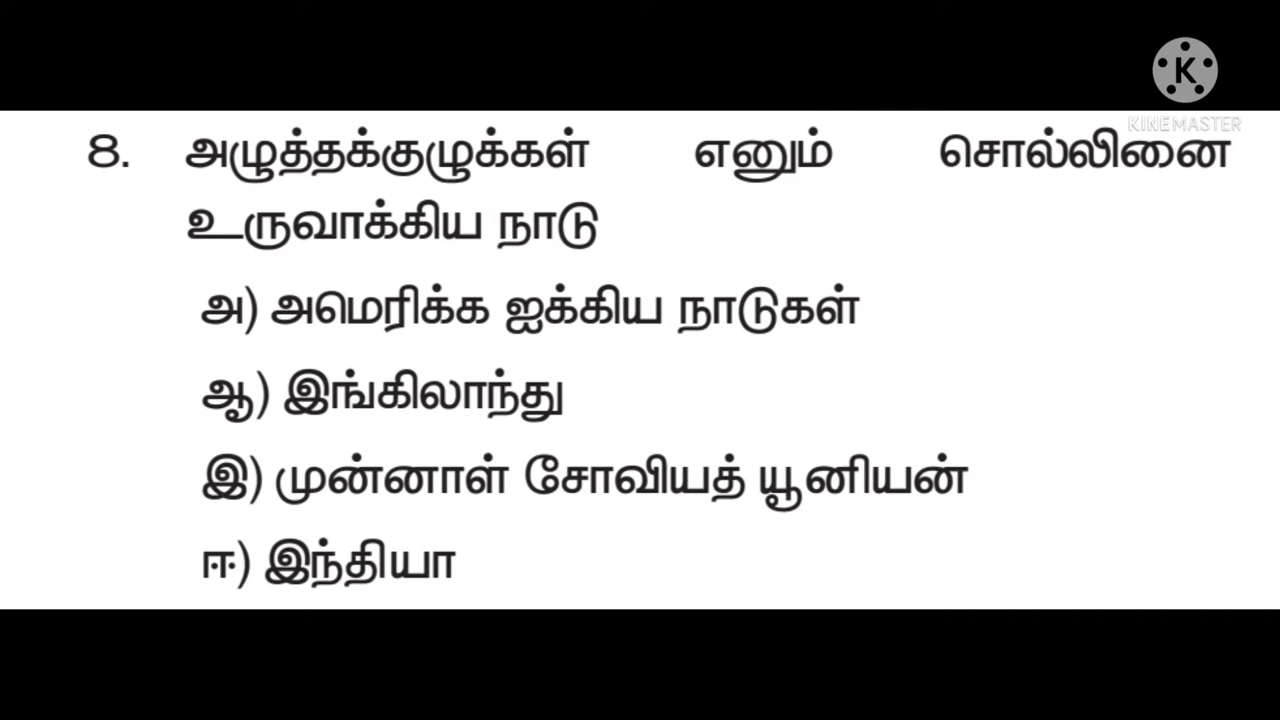 K
KINEMASTER
8. அழுத்தக்குழுக்கள் எனும் சொல்லினை
உருவாக்கிய நாடு
அ) அமெரிக்க ஐக்கிய நாடுகள்
ஆ) இங்கிலாந்து
இ) முன்னாள் சோவியத் யூனியன்
ஈ) இந்தியா